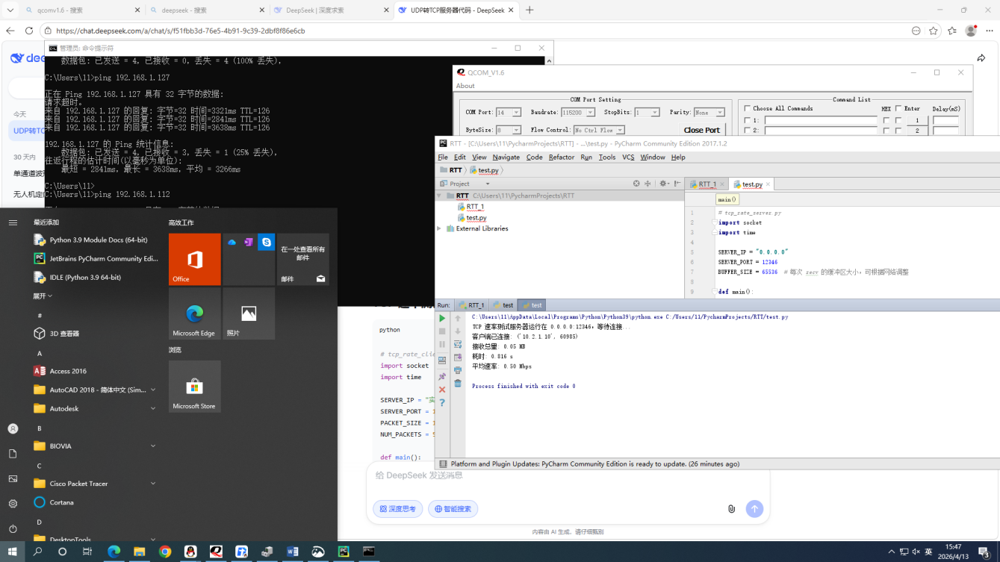 qcomv1.6 - 搜索
deepseek - 搜索
DeepSeek | 深度求索
UDP转TCP服务器代码 - DeepSeek
https://chat.deepseek.com/a/chat/s/f51fbb3d-76e5-4b91-9c39-2dbf8f86e6cb
管理员: 命令提示符
数据包: 已发送 = 4, 已接收 = 0, 丢失 = 4 (100% 丢失),
C:\Users\11>ping 192.168.1.127
正在 Ping 192.168.1.127 具有 32 字节的数据:
请求超时。
来自 192.168.1.127 的回复: 字节=32 时间=3321ms TTL=126
来自 192.168.1.127 的回复: 字节=32 时间=2841ms TTL=126
来自 192.168.1.127 的回复: 字节=32 时间=3638ms TTL=126
192.168.1.127 的 Ping 统计信息:
数据包: 已发送 = 4, 已接收 = 3, 丢失 = 1 (25% 丢失),
往返行程的估计时间(以毫秒为单位):
最短 = 2841ms, 最长 = 3638ms, 平均 = 3266ms
C:\Users\11>
C:\Users\11>ping 192.168.1.112
今天
UDP转TC
30 天内
单通道波
无人机定
QCOM_V1.6
About
COM Port Setting
COM Port: 14 Baudrate: 115200 StopBits: 1 Parity: None
ByteSize: 8 Flow Control: No Ctrl Flow Close Port
Command List
Choose All Commands HEX Enter Delay(mS)
1: 1
2: 2
RTT - [C:\Users\11\PycharmProjects\RTT] - ...\test.py - PyCharm Community Edition 2017.1.2
File Edit View Navigate Code Refactor Run Tools VCS Window Help
RTT test.py
Project
RTT C:\Users\11\PycharmProjects\RTT
RTT_1
test.py
External Libraries
RTT_1 test.py
main()
1 # tcp_rate_server.py
2 import socket
3 import time
4
5 SERVER_IP = "0.0.0.0"
6 SERVER_PORT = 12346
7 BUFFER_SIZE = 65536 # 每次 recv 的缓冲区大小，可根据网络调整
8
9 def main():
Run: RTT_1 test test
C:\Users\11\AppData\Local\Programs\Python\Python39\python.exe C:/Users/11/PycharmProjects/RTT/test.py
TCP 速率测试服务器运行在 0.0.0.0:12346，等待连接...
客户端已连接: ('10.2.1.10', 60985)
接收总量: 0.05 MB
耗时: 0.816 s
平均速率: 0.50 Mbps
Process finished with exit code 0
Platform and Plugin Updates: PyCharm Community Edition is ready to update. (26 minutes ago)
最近添加
Python 3.9 Module Docs (64-bit)
JetBrains PyCharm Community Edi...
IDLE (Python 3.9 64-bit)
展开
#
3D 查看器
A
Access 2016
AutoCAD 2018 - 简体中文 (Sim...
Autodesk
B
BIOVIA
C
Cisco Packet Tracer
Cortana
D
DesktopTools
高效工作
Office
在一处查看所有邮件
邮件
Microsoft Edge
照片
浏览
Microsoft Store
python
# tcp_rate_clie
import socket
import time
SERVER_IP = "实
SERVER_PORT = 1
PACKET_SIZE = 1
NUM_PACKETS = 5
def main():
给 DeepSeek 发送消息
深度思考
智能搜索
内容由 AI 生成，请仔细甄别
英
15:47
2026/4/13
3